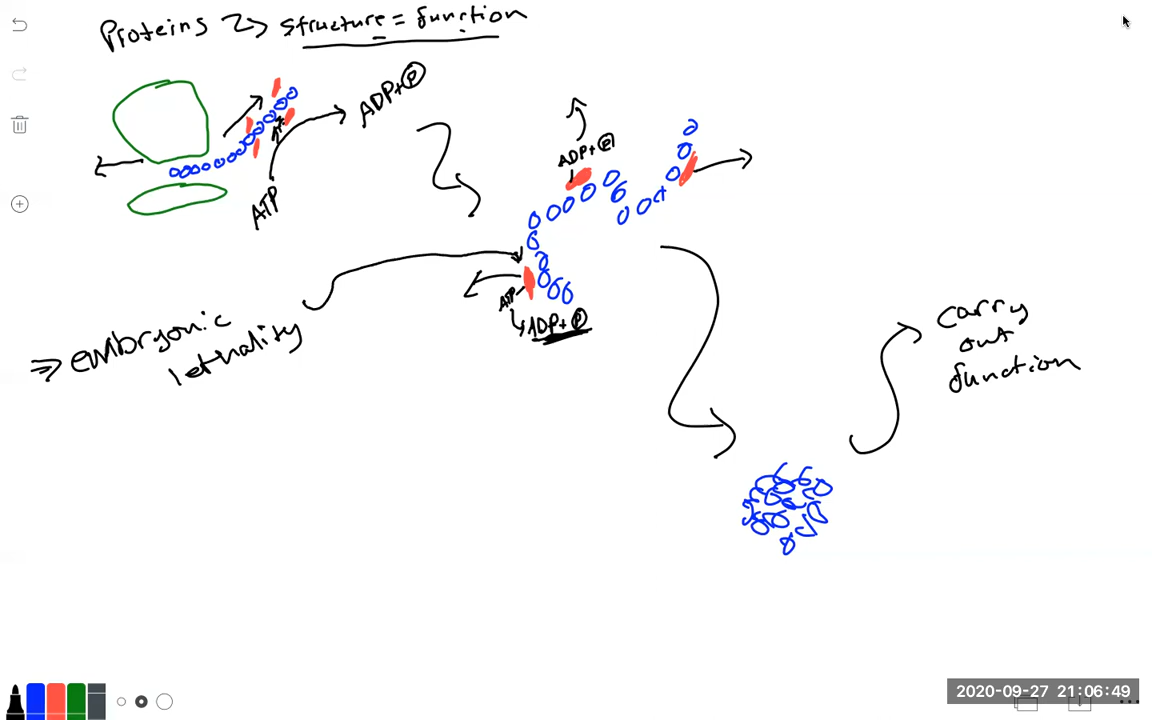 Proteins => structure = function
ADP+P
ATP
ADP+P
ATP
ADP+P
=> embryonic
lethality
carry
out
function
2020-09-27 21:06:49